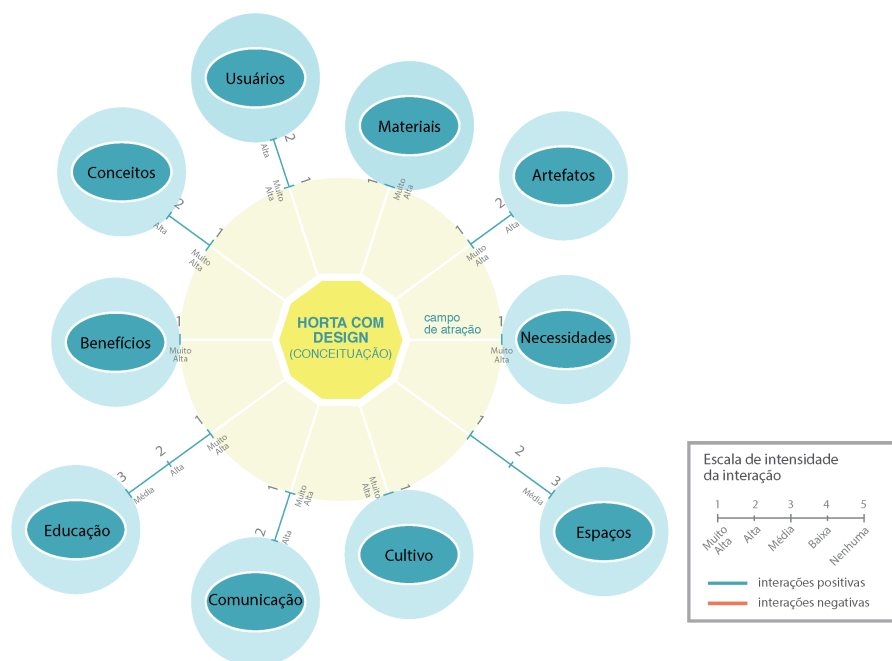 Usuários
2
Alta
Muito
Alta
1
Materiais
1
Muito
Alta
Conceitos
2
Alta
1
Muito
Alta
Artefatos
2
Alta
1
Muito
Alta
Benefícios
1
Muito
Alta
HORTA COM
DESIGN
(CONCEITUAÇÃO)
campo
de atração
1
Muito
Alta
Necessidades
Educação
3
Média
2
Alta
1
Muito
Alta
Comunicação
2
Alta
1
Muito
Alta
Cultivo
1
Muito
Alta
1
2
3
Média
Espaços
Escala de intensidade
da interação
1 2 3 4 5
Muito
Alta
Alta
Média
Baixa
Nenhuma
interações positivas
interações negativas